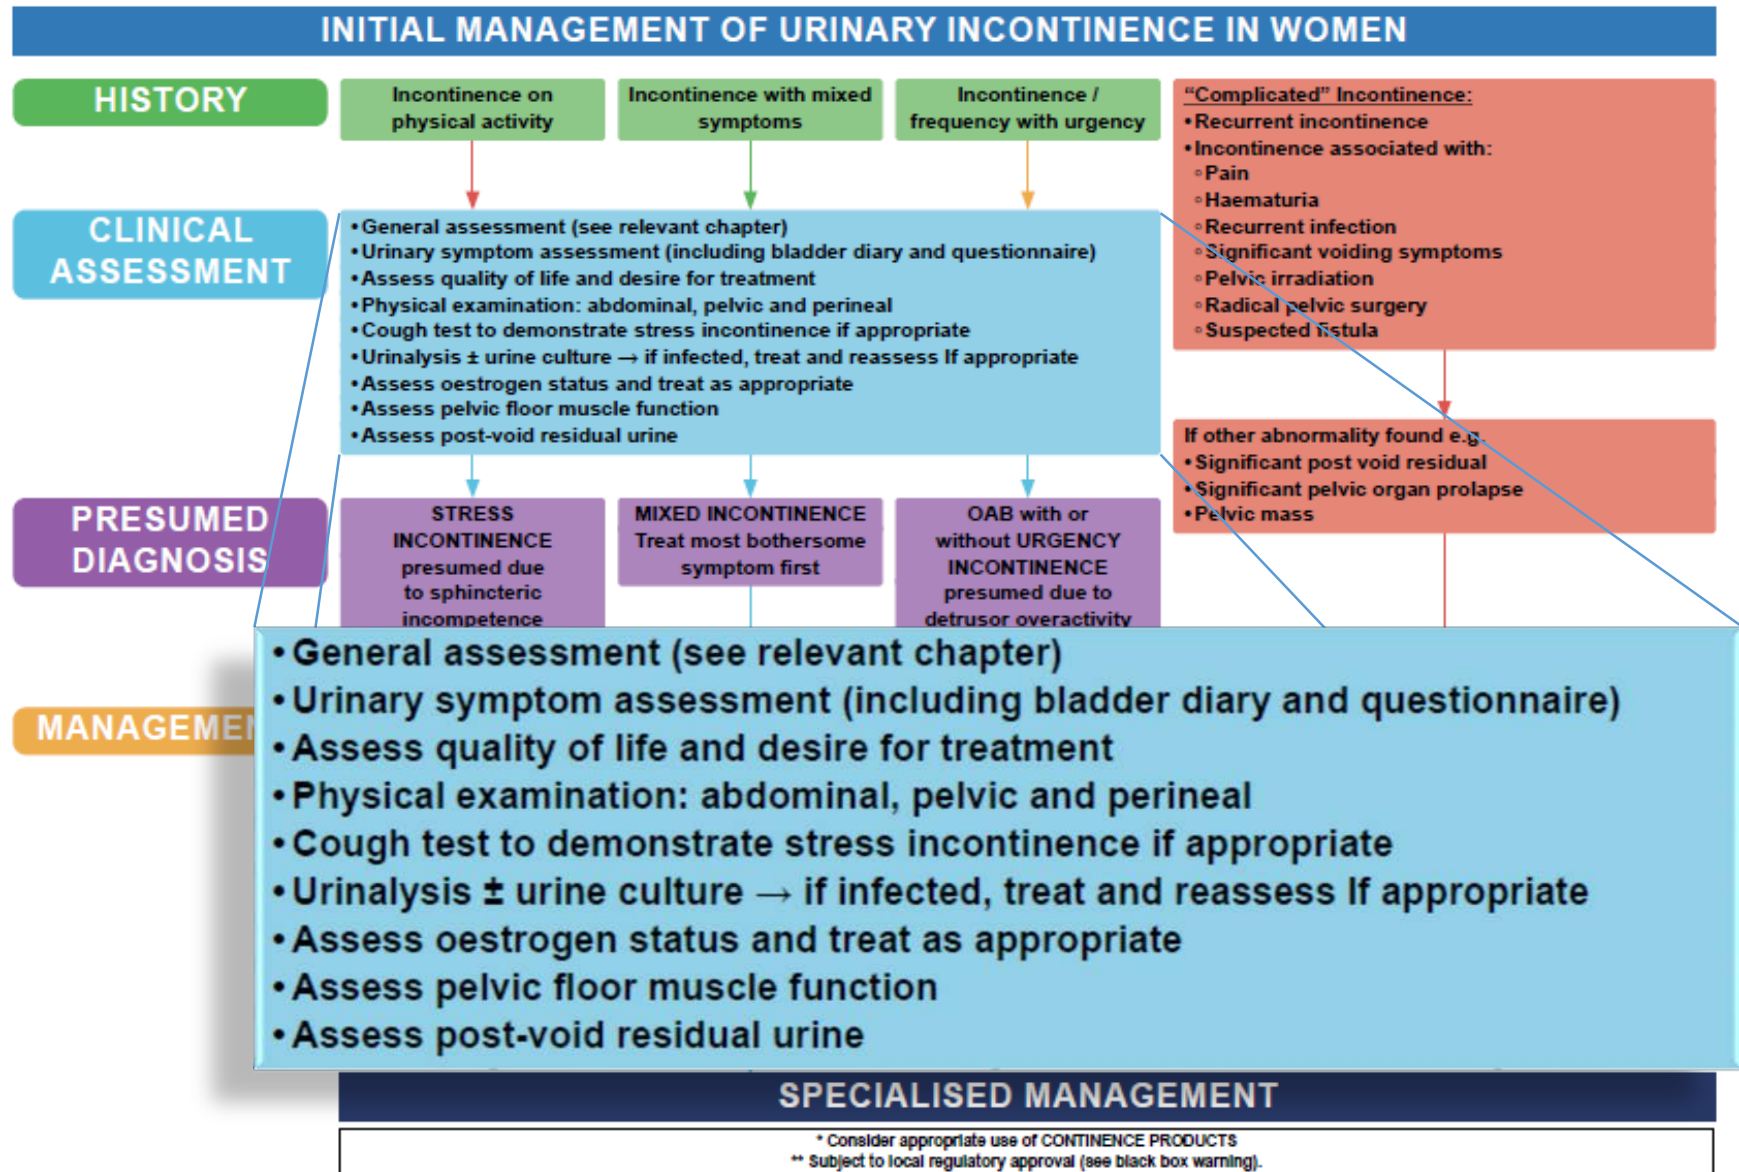 INITIAL MANAGEMENT OF URINARY INCONTINENCE IN WOMEN
HISTORY
Incontinence on
physical activity
Incontinence with mixed
symptoms
Incontinence /
frequency with urgency
"Complicated" Incontinence:
•Recurrent incontinence
•Incontinence associated with:
◦Pain
◦Haematuria
◦Recurrent infection
◦Significant voiding symptoms
◦Pelvic irradiation
◦Radical pelvic surgery
◦Suspected fistula
CLINICAL
ASSESSMENT
•General assessment (see relevant chapter)
•Urinary symptom assessment (including bladder diary and questionnaire)
•Assess quality of life and desire for treatment
•Physical examination: abdominal, pelvic and perineal
•Cough test to demonstrate stress incontinence if appropriate
•Urinalysis ± urine culture → if infected, treat and reassess If appropriate
•Assess oestrogen status and treat as appropriate
•Assess pelvic floor muscle function
•Assess post-void residual urine
If other abnormality found e.g.
•Significant post void residual
•Significant pelvic organ prolapse
•Pelvic mass
PRESUMED
DIAGNOSIS
STRESS
INCONTINENCE
presumed due
to sphincteric
incompetence
MIXED INCONTINENCE
Treat most bothersome
symptom first
OAB with or
without URGENCY
INCONTINENCE
presumed due to
detrusor overactivity
•General assessment (see relevant chapter)
•Urinary symptom assessment (including bladder diary and questionnaire)
•Assess quality of life and desire for treatment
•Physical examination: abdominal, pelvic and perineal
•Cough test to demonstrate stress incontinence if appropriate
•Urinalysis ± urine culture → if infected, treat and reassess If appropriate
•Assess oestrogen status and treat as appropriate
•Assess pelvic floor muscle function
•Assess post-void residual urine
SPECIALISED MANAGEMENT
* Consider appropriate use of CONTINENCE PRODUCTS
** Subject to local regulatory approval (see black box warning).